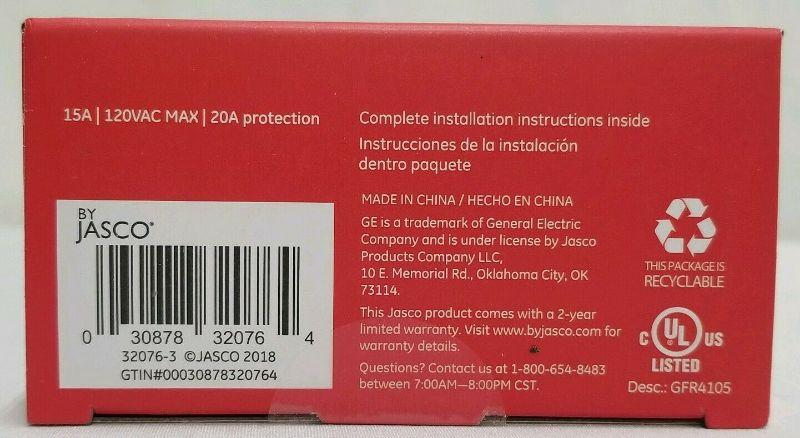 15A | 120VAC MAX | 20A protection
Complete installation instructions inside
Instrucciones de la instalación
dentro paquete
BY
JASCO®
0 30878 32076 4
32076-3 ©JASCO 2018
GTIN#00030878320764
MADE IN CHINA / HECHO EN CHINA
GE is a trademark of General Electric
Company and is under license by Jasco
Products Company LLC,
10 E. Memorial Rd., Oklahoma City, OK
73114.
This Jasco product comes with a 2-year
limited warranty. Visit www.byjasco.com for
warranty details.
Questions? Contact us at 1-800-654-8483
between 7:00AM—8:00PM CST.
THIS PACKAGE IS
RECYCLABLE
C UL US
LISTED
Desc.: GFR4105